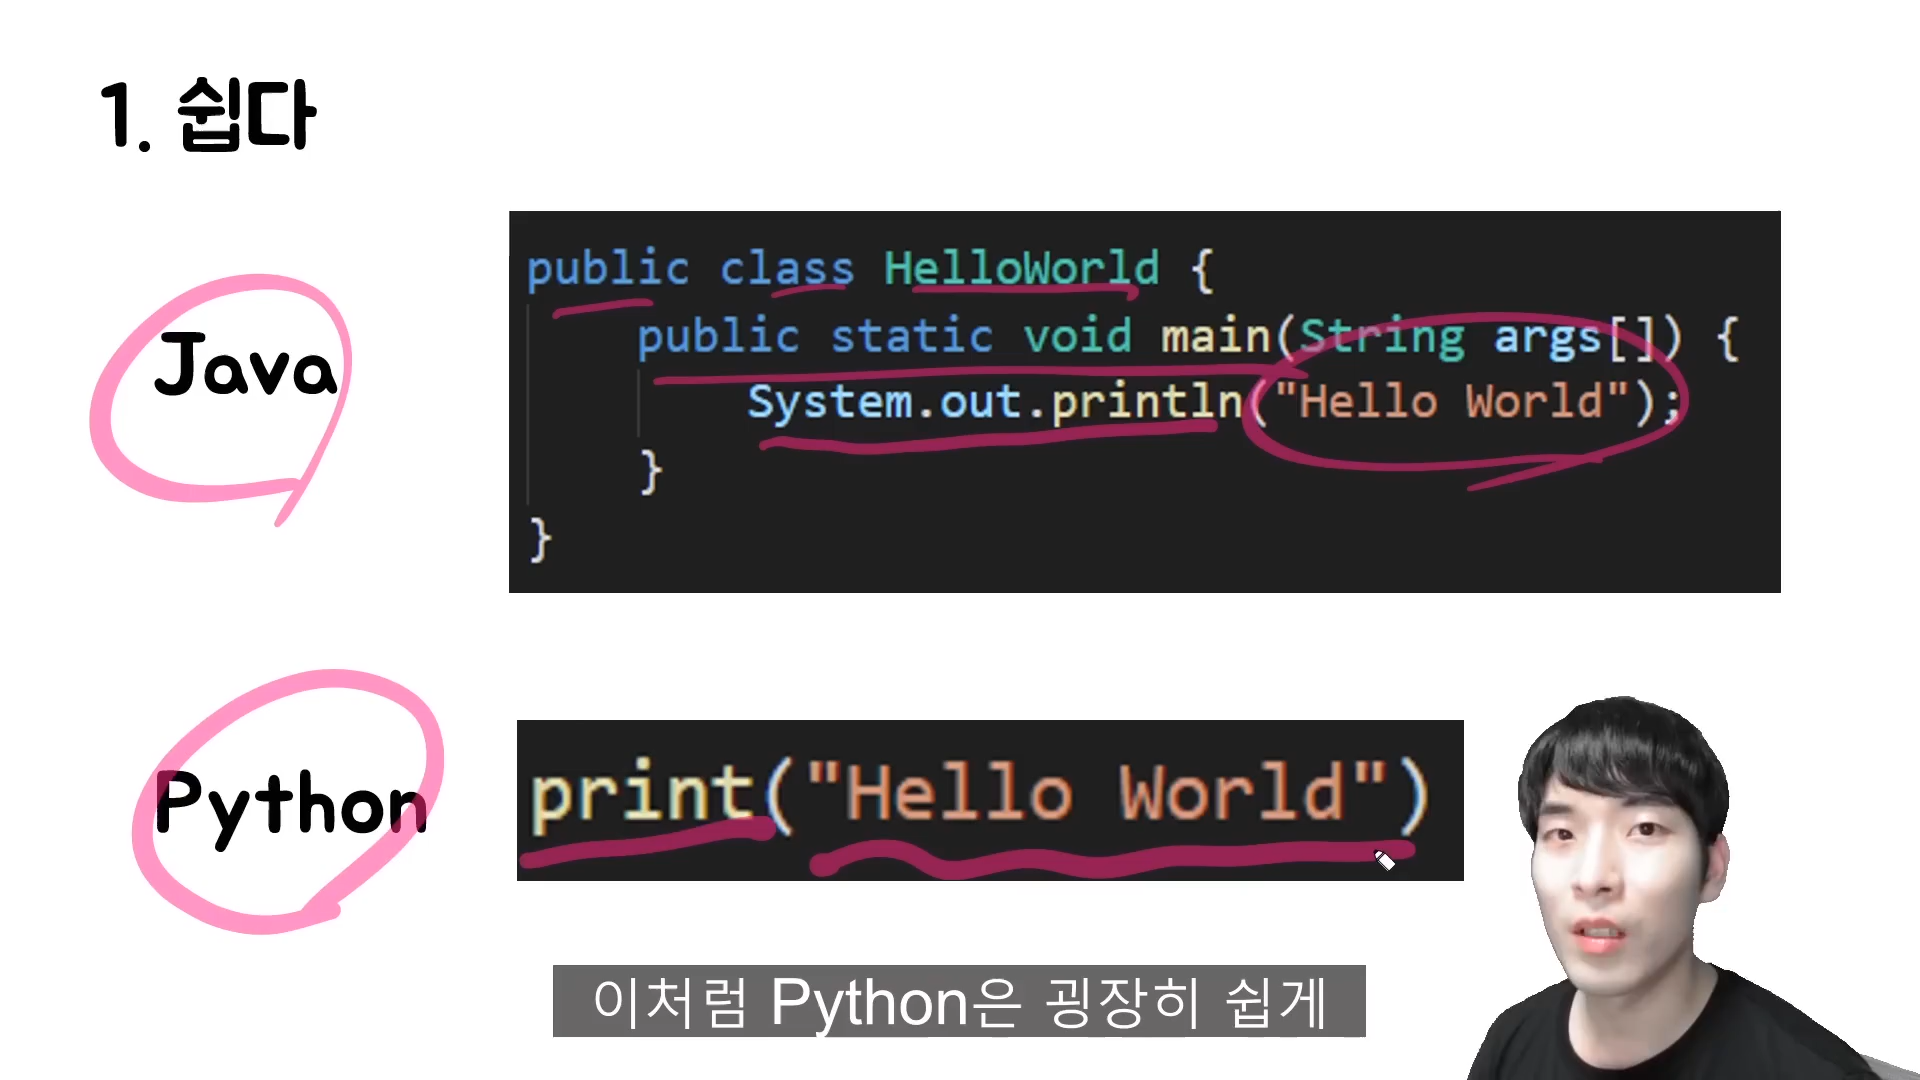 1. 쉽다
Java
public class HelloWorld {
public static void main(String args[]) {
System.out.println("Hello World");
}
}
Python
print("Hello World")
이처럼 Python은 굉장히 쉽게